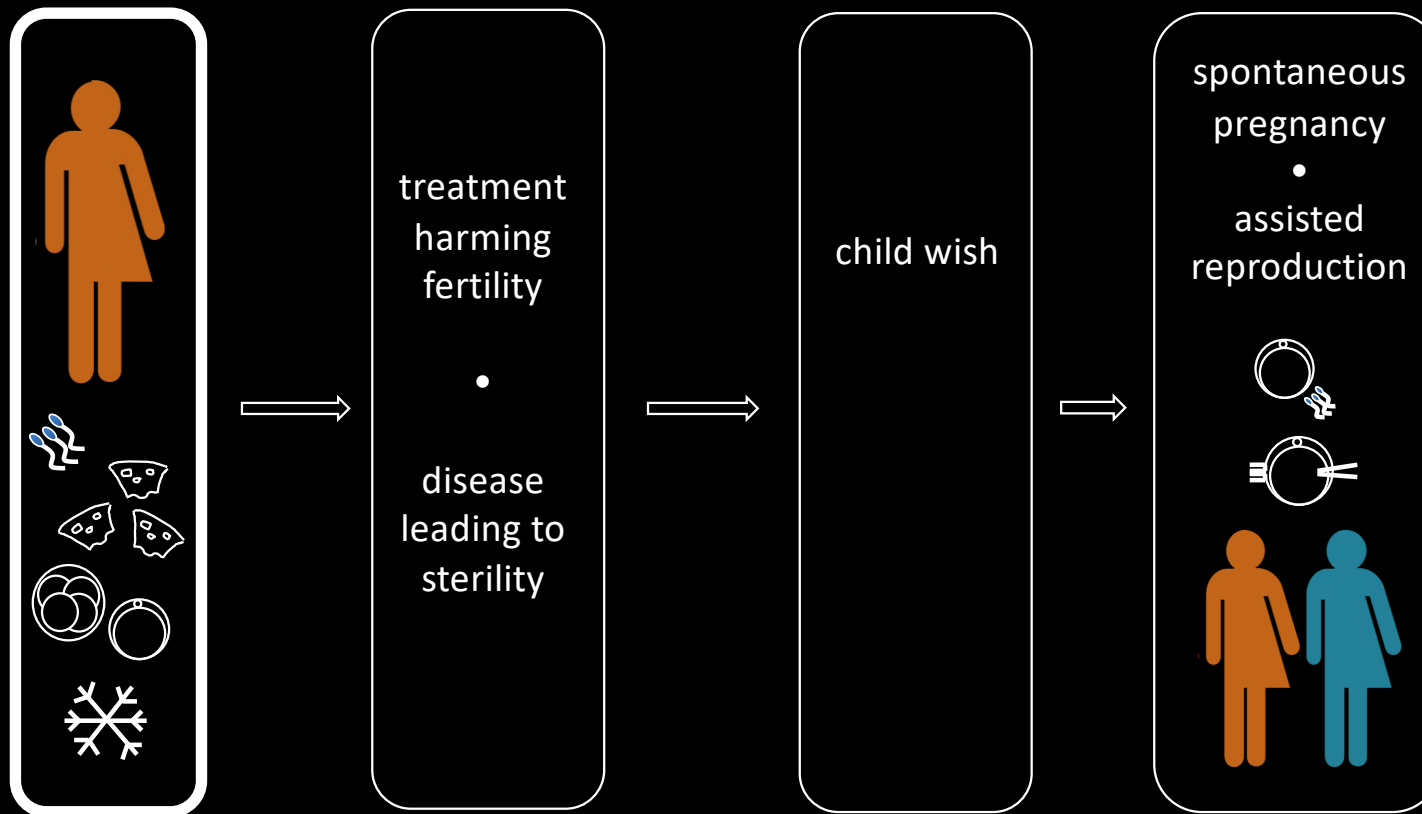 treatment
harming
fertility
•
disease
leading to
sterility
child wish
spontaneous
pregnancy
•
assisted
reproduction